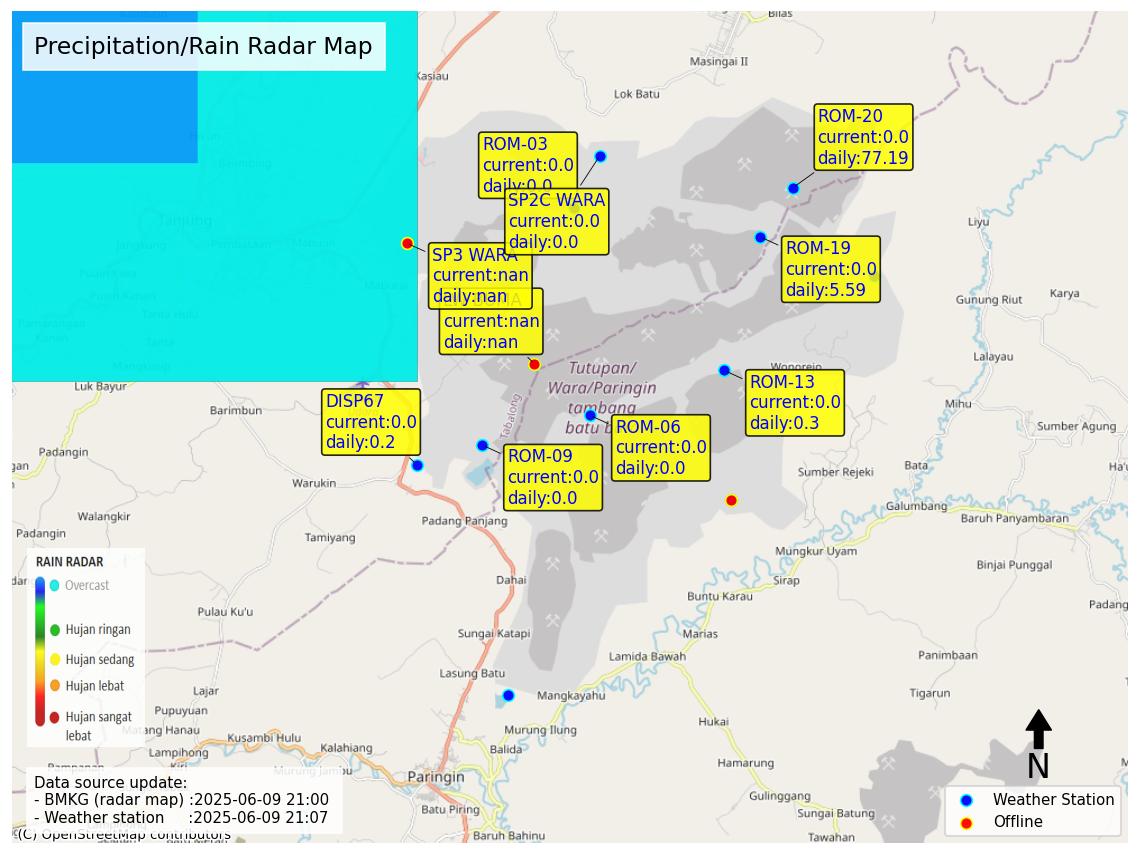 Precipitation/Rain Radar Map
Bilas
Masingai II
Kasiau
Lok Batu
ROM-20
current:0.0
daily:77.19
ROM-03
current:0.0
daily:0.0
SP2C WARA
current:0.0
daily:0.0
Tanjung
Liyu
SP3 WARA
current:nan
daily:nan
ROM-19
current:0.0
daily:5.59
current:nan
daily:nan
Mabura
Gunung Riut
Karya
Lalayau
Tutupan/
Wara/Paringin
tambang
batu b
Wonorejo
ROM-13
current:0.0
daily:0.3
Luk Bayur
Barimbun
DISP67
current:0.0
daily:0.2
Tabalong
ROM-06
current:0.0
daily:0.0
Mihu
Sumber Agung
Padangin
ROM-09
current:0.0
daily:0.0
Bata
Sumber Rejeki
Warukin
Galumbang
Walangkir
Padang Panjang
Baruh Panyambaran
Padangin
Tamiyang
Mungkur Uyam
Binjai Punggal
RAIN RADAR
Overcast
Hujan ringan
Hujan sedang
Hujan lebat
Hujan sangat
lebat
Dahai
Sirap
Buntu Karau
Padang
Pulau Ku'u
Sungai Katapi
Marias
Lamida Bawah
Panimbaan
Lasung Batu
Lajar
Mangkayahu
Tigarun
Pupuyuan
Matang Hanau
Hukai
Murung Ilung
Kusambi Hulu
Kalahiang
Balida
Lampihong
Murung Jambu
Hamarung
N
Paringin
Batu Piring
Gulinggang
Sungai Batung
Baruh Bahinu
Tawahan
Data source update:
- BMKG (radar map) :2025-06-09 21:00
- Weather station :2025-06-09 21:07
(C) OpenStreetMap contributors
Weather Station
Offline